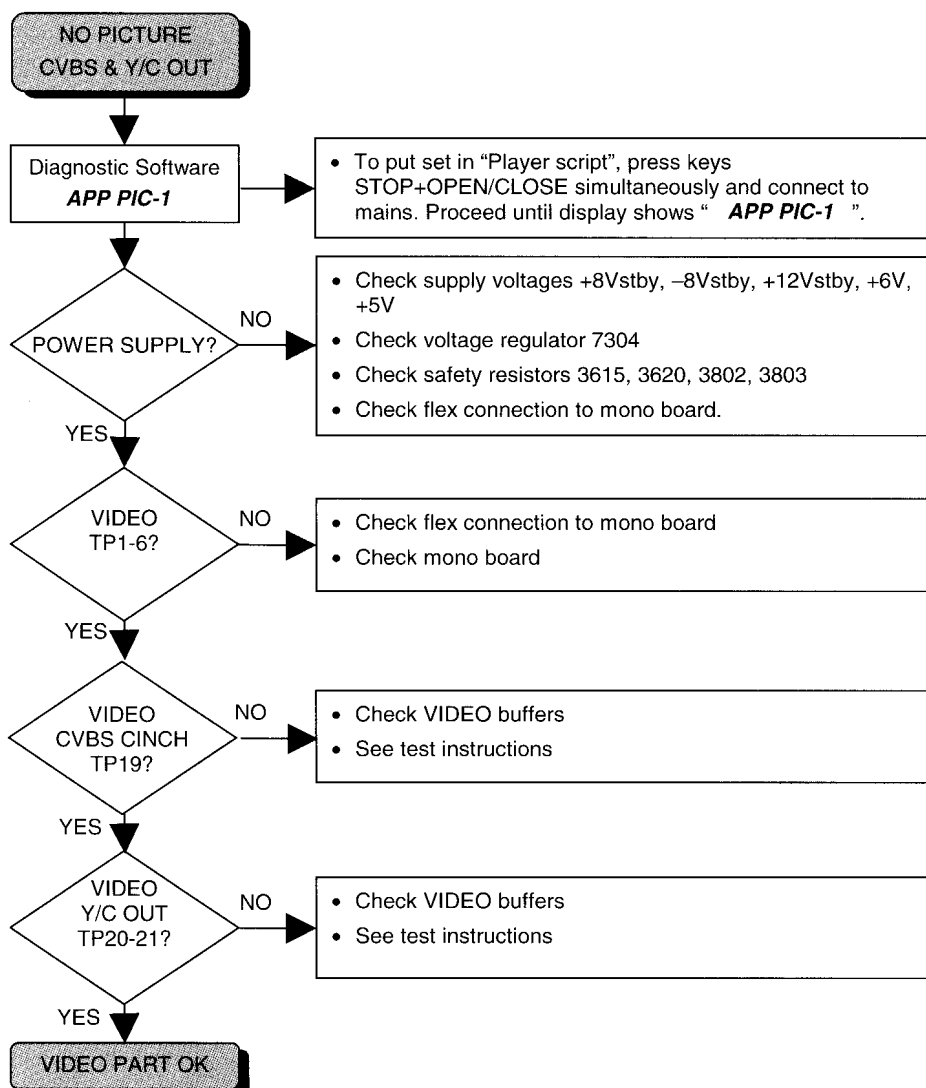 NO PICTURE
CVBS & Y/C OUT
Diagnostic Software
APP PIC-1
• To put set in “Player script”, press keys
STOP+OPEN/CLOSE simultaneously and connect to
mains. Proceed until display shows “ APP PIC-1 ”.
POWER SUPPLY?
NO
• Check supply voltages +8Vstby, –8Vstby, +12Vstby, +6V,
+5V
• Check voltage regulator 7304
• Check safety resistors 3615, 3620, 3802, 3803
• Check flex connection to mono board.
YES
VIDEO
TP1-6?
NO
• Check flex connection to mono board
• Check mono board
YES
VIDEO
CVBS CINCH
TP19?
NO
• Check VIDEO buffers
• See test instructions
YES
VIDEO
Y/C OUT
TP20-21?
NO
• Check VIDEO buffers
• See test instructions
YES
VIDEO PART OK